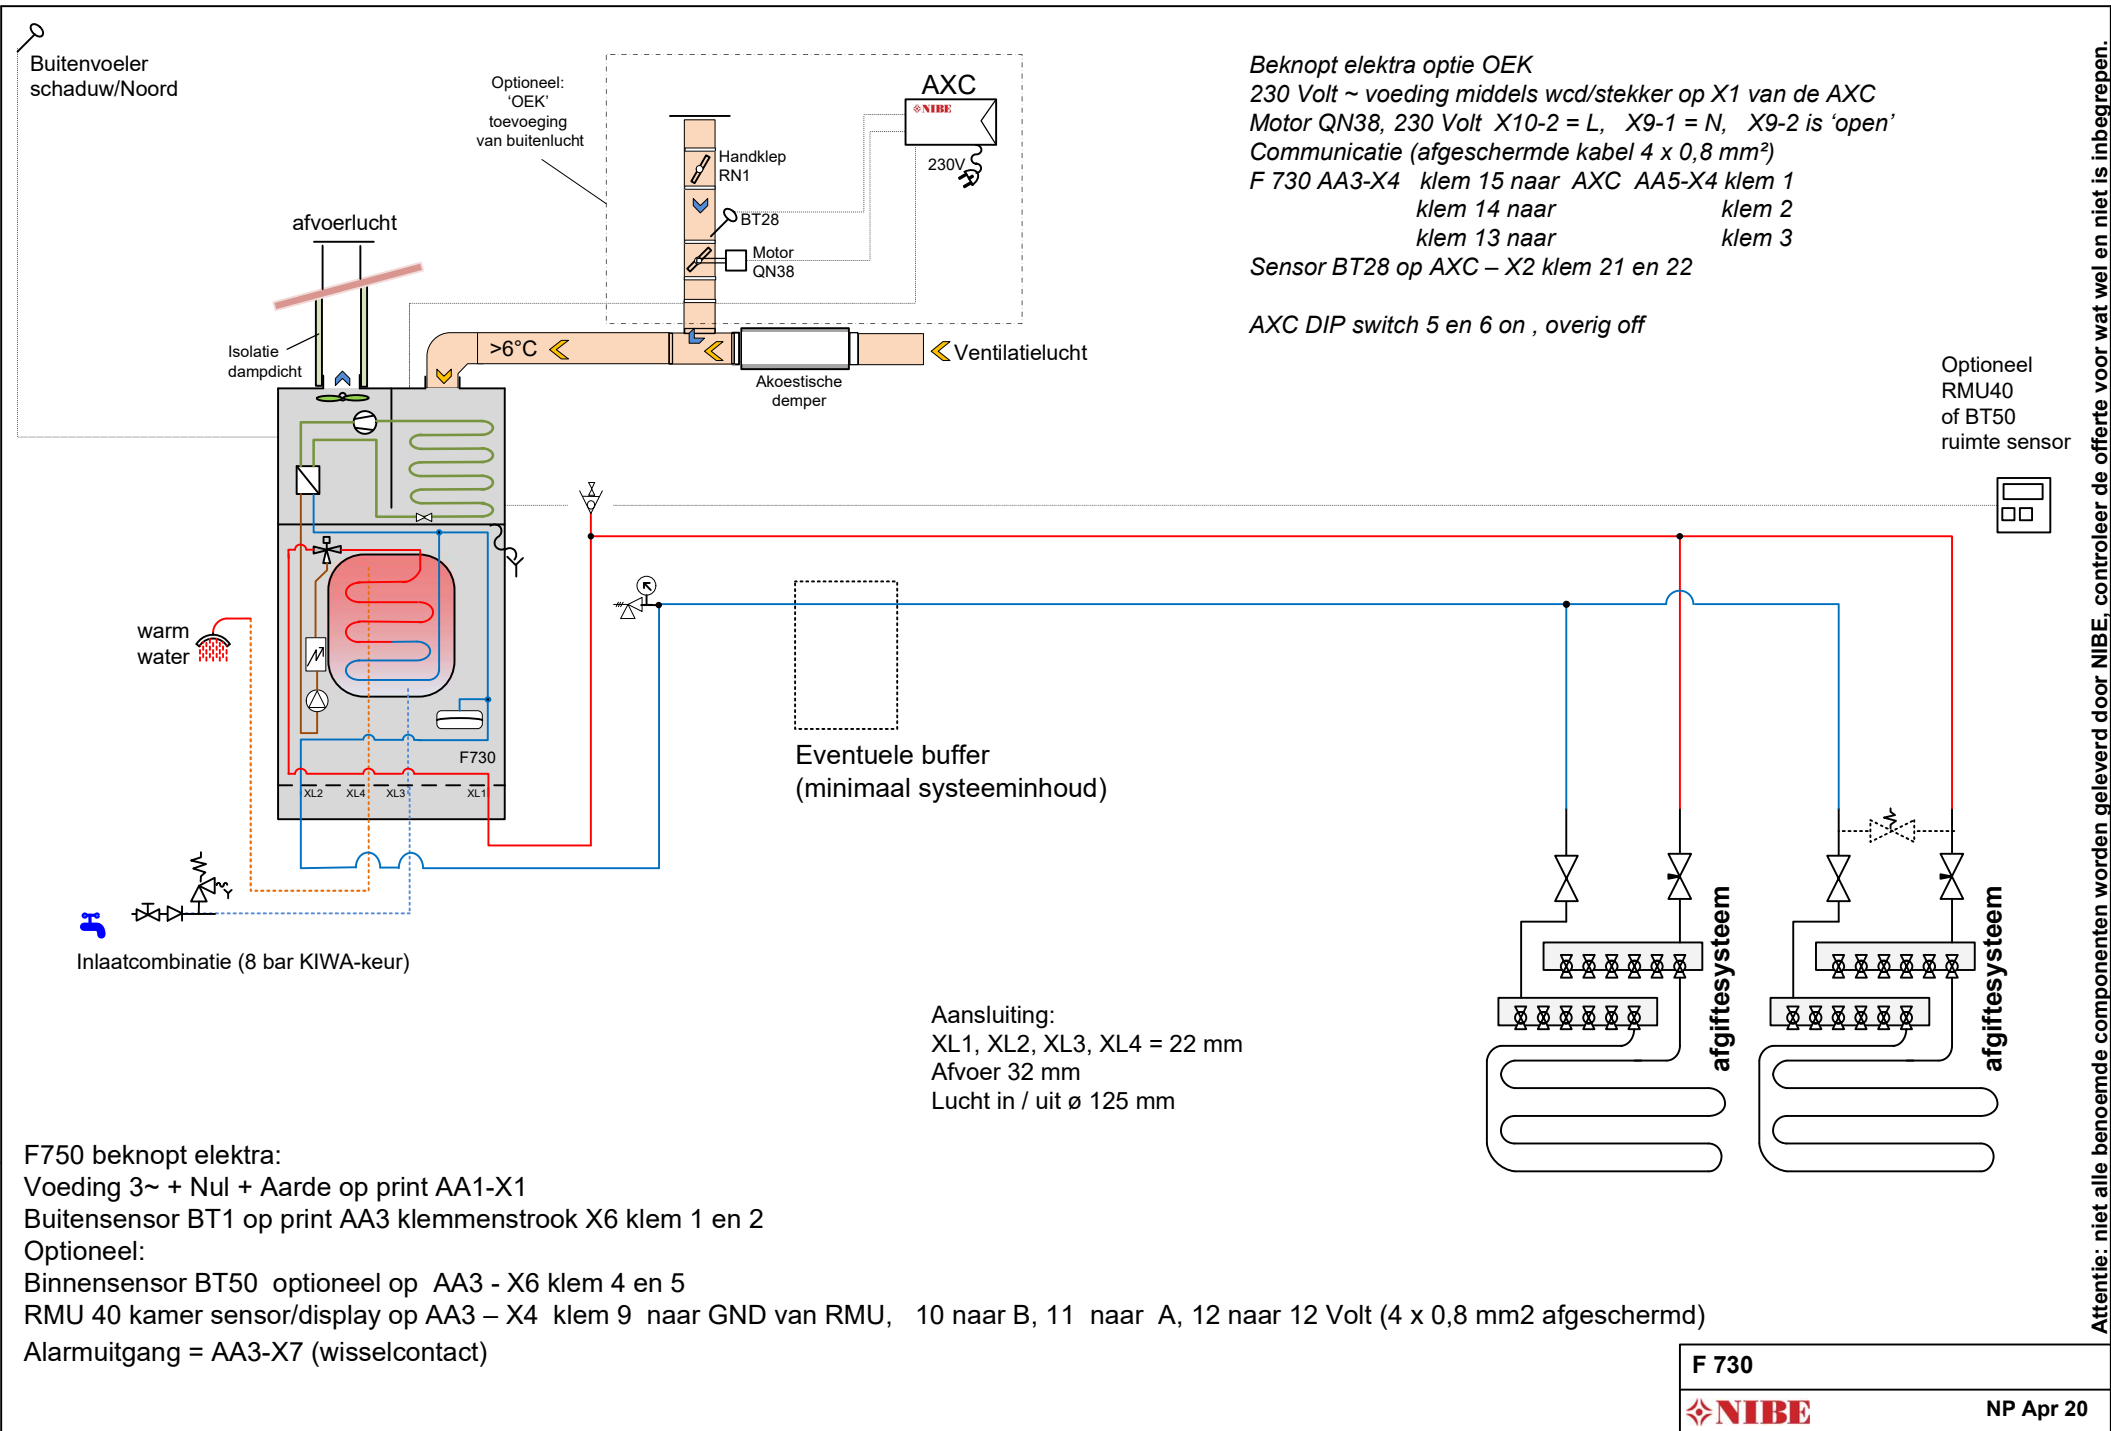 Buitenvoeler
schaduw/Noord
Optioneel:
‘OEK’
toevoeging
van buitenlucht
AXC
NIBE
230V
Handklep
RN1
BT28
Motor
QN38
afvoerlucht
Isolatie
dampdicht
>6°C
Ventilatielucht
Akoestische
demper
Beknopt elektra optie OEK
230 Volt ~ voeding middels wcd/stekker op X1 van de AXC
Motor QN38, 230 Volt X10-2 = L, X9-1 = N, X9-2 is ‘open’
Communicatie (afgeschermde kabel 4 x 0,8 mm²)
F 730 AA3-X4 klem 15 naar AXC AA5-X4 klem 1
klem 14 naar klem 2
klem 13 naar klem 3
Sensor BT28 op AXC – X2 klem 21 en 22
AXC DIP switch 5 en 6 on , overig off
Optioneel
RMU40
of BT50
ruimte sensor
warm
water
F730
XL2 XL4 XL3 XL1
Eventuele buffer
(minimaal systeeminhoud)
Inlaatcombinatie (8 bar KIWA-keur)
afgiftesysteem
afgiftesysteem
Aansluiting:
XL1, XL2, XL3, XL4 = 22 mm
Afvoer 32 mm
Lucht in / uit ø 125 mm
F750 beknopt elektra:
Voeding 3~ + Nul + Aarde op print AA1-X1
Buitensensor BT1 op print AA3 klemmenstrook X6 klem 1 en 2
Optioneel:
Binnensensor BT50 optioneel op AA3 - X6 klem 4 en 5
RMU 40 kamer sensor/display op AA3 – X4 klem 9 naar GND van RMU, 10 naar B, 11 naar A, 12 naar 12 Volt (4 x 0,8 mm2 afgeschermd)
Alarmuitgang = AA3-X7 (wisselcontact)
Attentie: niet alle benoemde componenten worden geleverd door NIBE, controleer de offerte voor wat wel en niet is inbegrepen.
F 730
NIBE
NP Apr 20